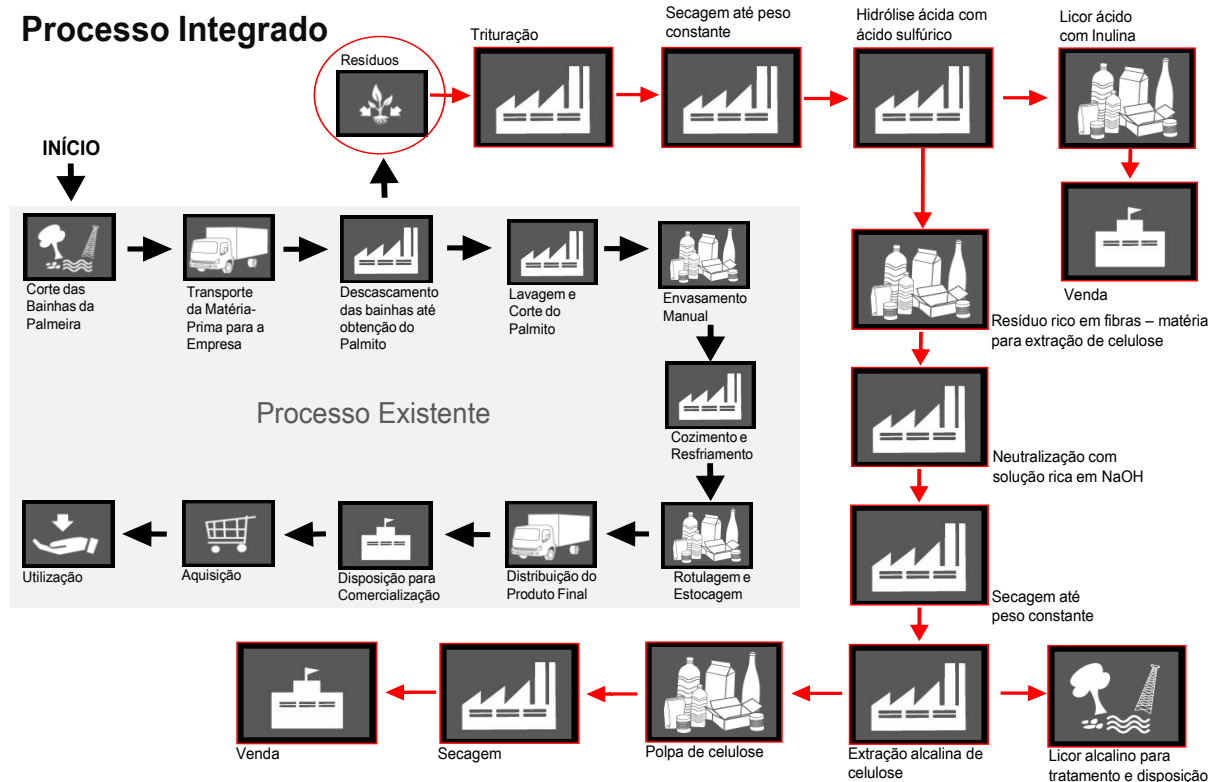 Processo Integrado
Resíduos
Trituração
Secagem até peso
constante
Hidrólise ácida com
ácido sulfúrico
Licor ácido
com Inulina
INÍCIO
Corte das
Bainhas da
Palmeira
Transporte
da Matéria-
Prima para a
Empresa
Descascamento
das bainhas até
obtenção do
Palmito
Lavagem e
Corte do
Palmito
Envasamento
Manual
Venda
Resíduo rico em fibras – matéria
para extração de celulose
Processo Existente
Cozimento e
Resfriamento
Neutralização com
solução rica em NaOH
Utilização
Aquisição
Disposição para
Comercialização
Distribuição do
Produto Final
Rotulagem e
Estocagem
Secagem até
peso constante
Venda
Secagem
Polpa de celulose
Extração alcalina de
celulose
Licor alcalino para
tratamento e disposição